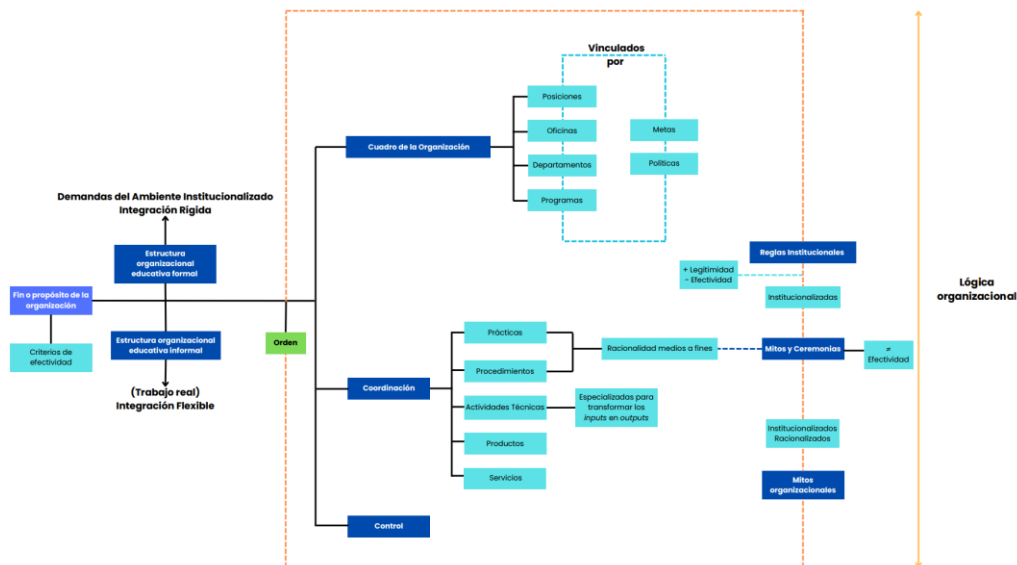 Vinculados
por
Posiciones
Oficinas
Metas
Cuadro de la Organización
Departamentos
Políticas
Programas
Demandas del Ambiente Institucionalizado
Integración Rígida
Estructura
organizacional
educativa formal
Reglas Institucionales
+ Legitimidad
- Efectividad
Institucionalizadas
Lógica
organizacional
Fin o propósito de la
organización
Criterios de
efectividad
Estructura organizacional
educativa informal
Orden
(Trabajo real)
Integración Flexible
Prácticas
Racionalidad medios a fines
Mitos y Ceremonias
≠
Efectividad
Procedimientos
Coordinación
Actividades Técnicas
Especializadas para
transformar los
inputs en outputs
Institucionalizados
Racionalizados
Productos
Servicios
Mitos
organizacionales
Control